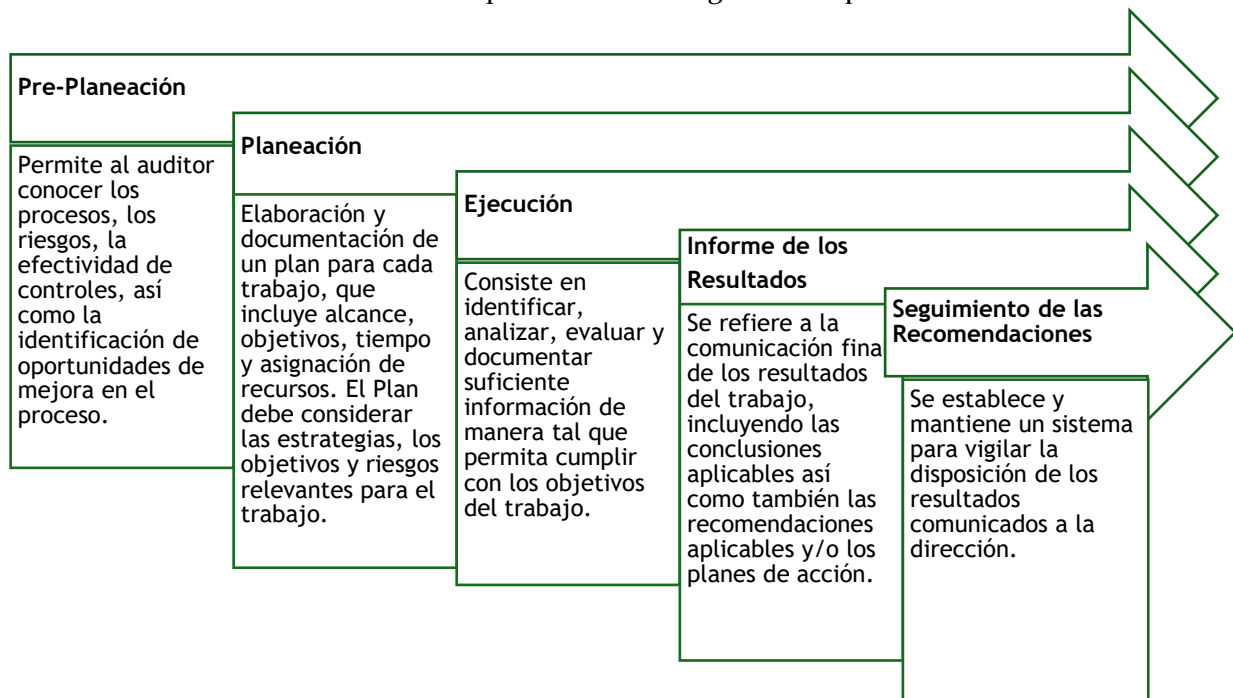 Pre-Planeación
Permite al auditor
conocer los
procesos, los
riesgos, la
efectividad de
controles, así
como la
identificación de
oportunidades de
mejora en el
proceso.
Planeación
Elaboración y
documentación de
un plan para cada
trabajo, que
incluye alcance,
objetivos, tiempo
y asignación de
recursos. El Plan
debe considerar
las estrategias, los
objetivos y riesgos
relevantes para el
trabajo.
Ejecución
Consiste en
identificar,
analizar, evaluar y
documentar
suficiente
información de
manera tal que
permita cumplir
con los objetivos
del trabajo.
Informe de los
Resultados
Se refiere a la
comunicación fina
de los resultados
del trabajo,
incluyendo las
conclusiones
aplicables así
como también las
recomendaciones
aplicables y/o los
planes de acción.
Seguimiento de las
Recomendaciones
Se establece y
mantiene un sistema
para vigilar la
disposición de los
resultados
comunicados a la
dirección.